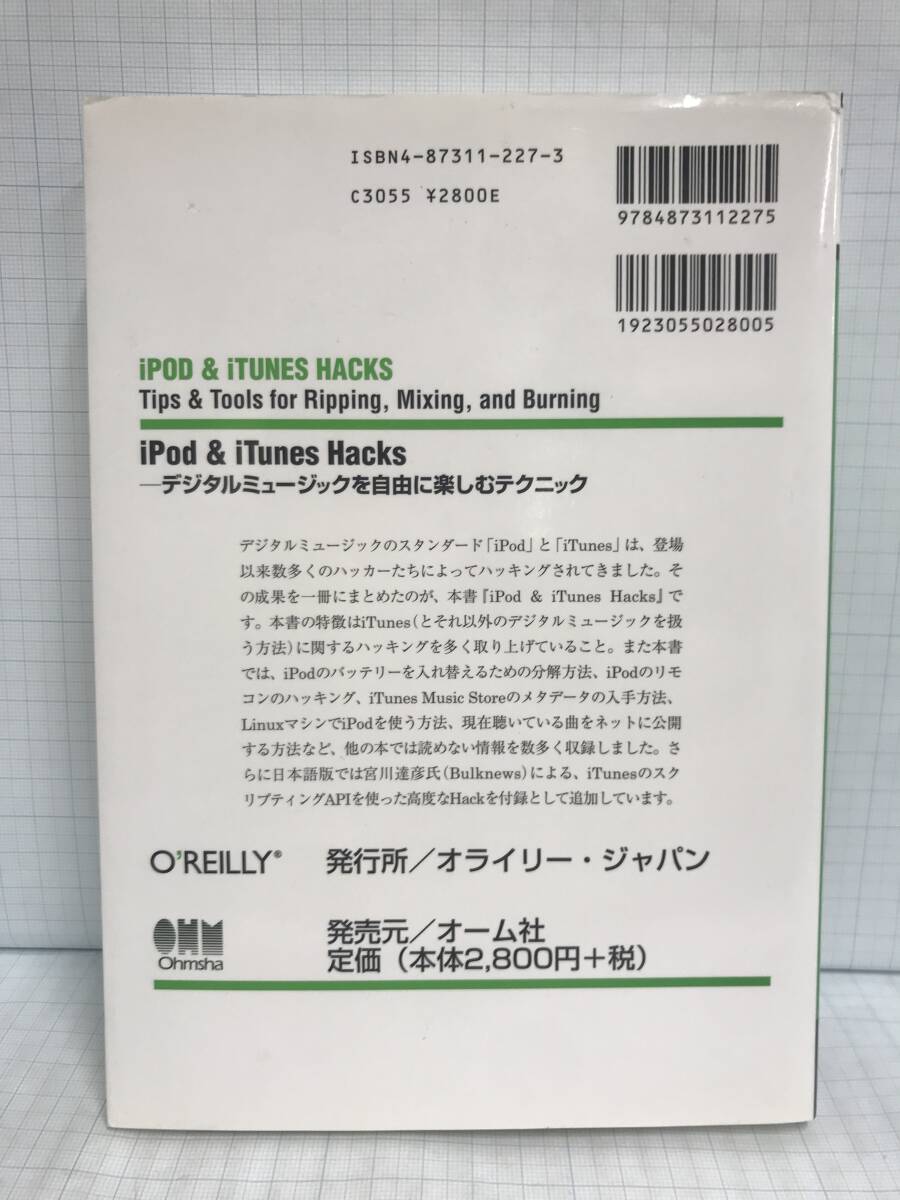 ISBN4-87311-227-3
C3055 ¥2800E
9784873112275
1923055028005
iPOD & iTUNES HACKS
Tips & Tools for Ripping, Mixing, and Burning
iPod & iTunes Hacks
―デジタルミュージックを自由に楽しむテクニック
デジタルミュージックのスタンダード「iPod」と「iTunes」は、登場
以来数多くのハッカーたちによってハッキングされてきました。そ
の成果を一冊にまとめたのが、本書『iPod & iTunes Hacks』で
す。本書の特徴はiTunes（とそれ以外のデジタルミュージックを扱
う方法）に関するハッキングを多く取り上げていること。また本書
では、iPodのバッテリーを入れ替えるための分解方法、iPodのリモ
コンのハッキング、iTunes Music Storeのメタデータの入手方法、
LinuxマシンでiPodを使う方法、現在聴いている曲をネットに公開
する方法など、他の本では読めない情報を数多く収録しました。さ
らに日本語版では宮川達彦氏（Bulknews）による、iTunesのスク
リプティングAPIを使った高度なHackを付録として追加しています。
O'REILLY® 発行所／オライリー・ジャパン
OHM
Ohmsha
発売元／オーム社
定価（本体2,800円＋税）